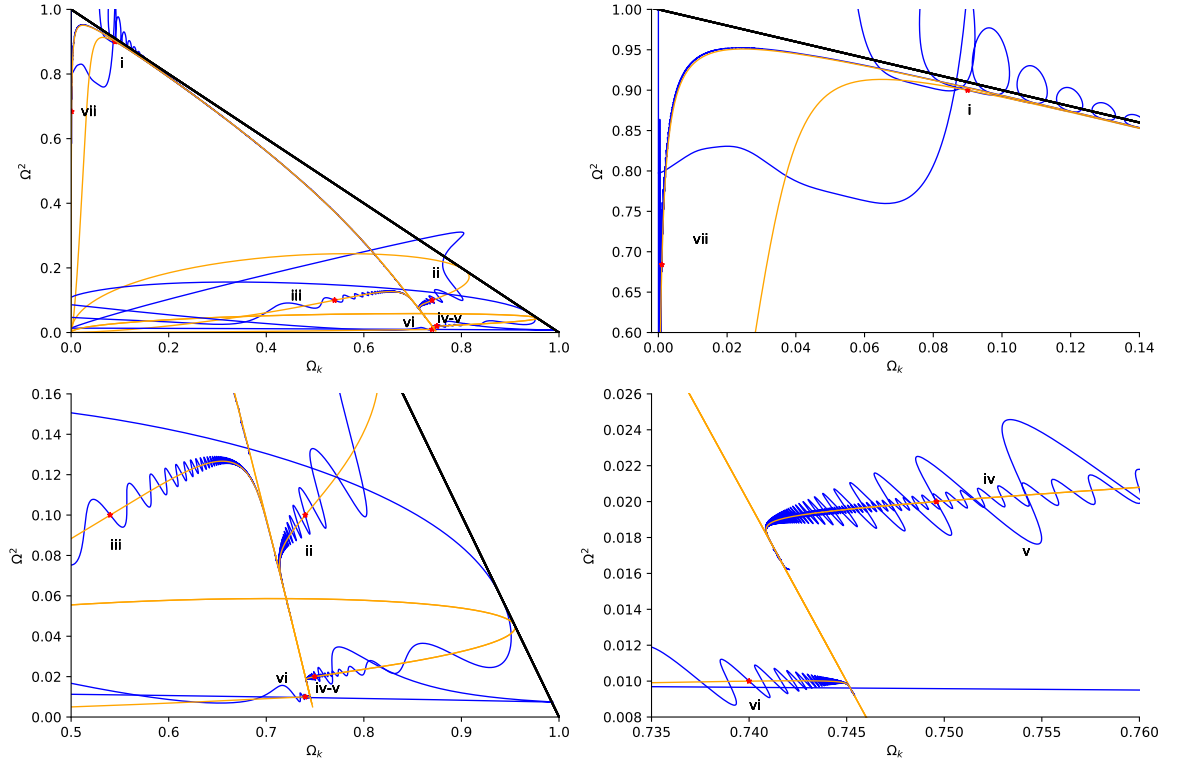 1.0
0.8
0.6
0.4
0.2
0.0
Ω²
0.0 0.2 0.4 0.6 0.8 1.0
Ωk
i
vii
ii
iii
iv-v
vi
1.00
0.95
0.90
0.85
0.80
0.75
0.70
0.65
0.60
Ω²
0.00 0.02 0.04 0.06 0.08 0.10 0.12 0.14
Ωk
i
vii
0.16
0.14
0.12
0.10
0.08
0.06
0.04
0.02
0.00
Ω²
0.5 0.6 0.7 0.8 0.9 1.0
Ωk
iii
ii
vi
iv-v
0.026
0.024
0.022
0.020
0.018
0.016
0.014
0.012
0.010
0.008
Ω²
0.735 0.740 0.745 0.750 0.755 0.760
Ωk
iv
v
vi